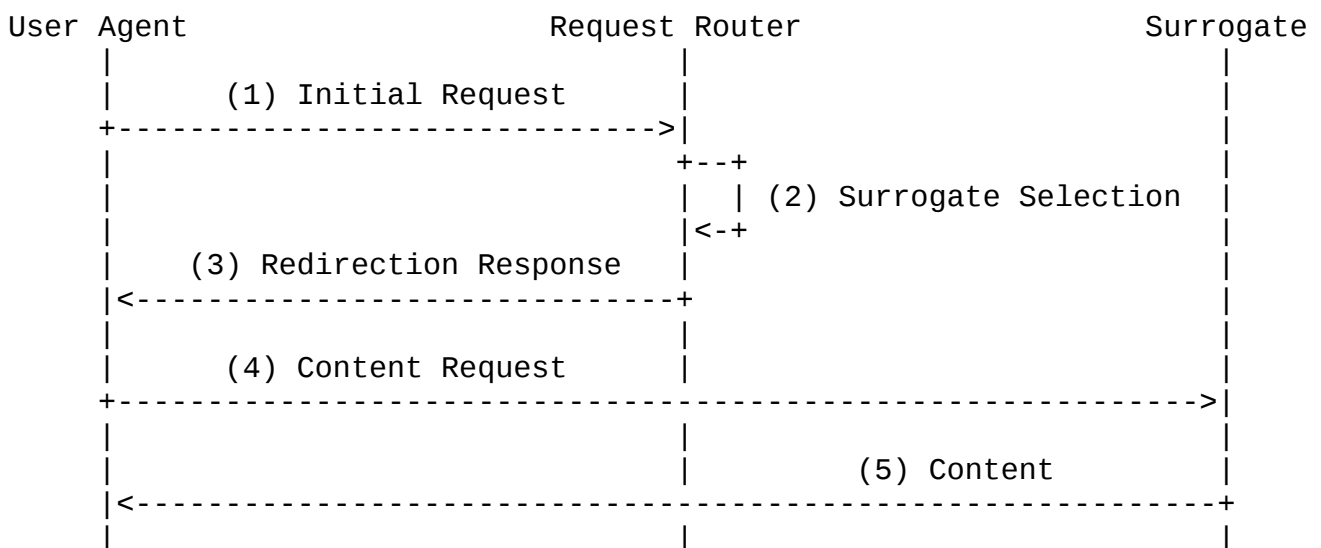 User Agent Request Router Surrogate
(1) Initial Request
(2) Surrogate Selection
(3) Redirection Response
(4) Content Request
(5) Content